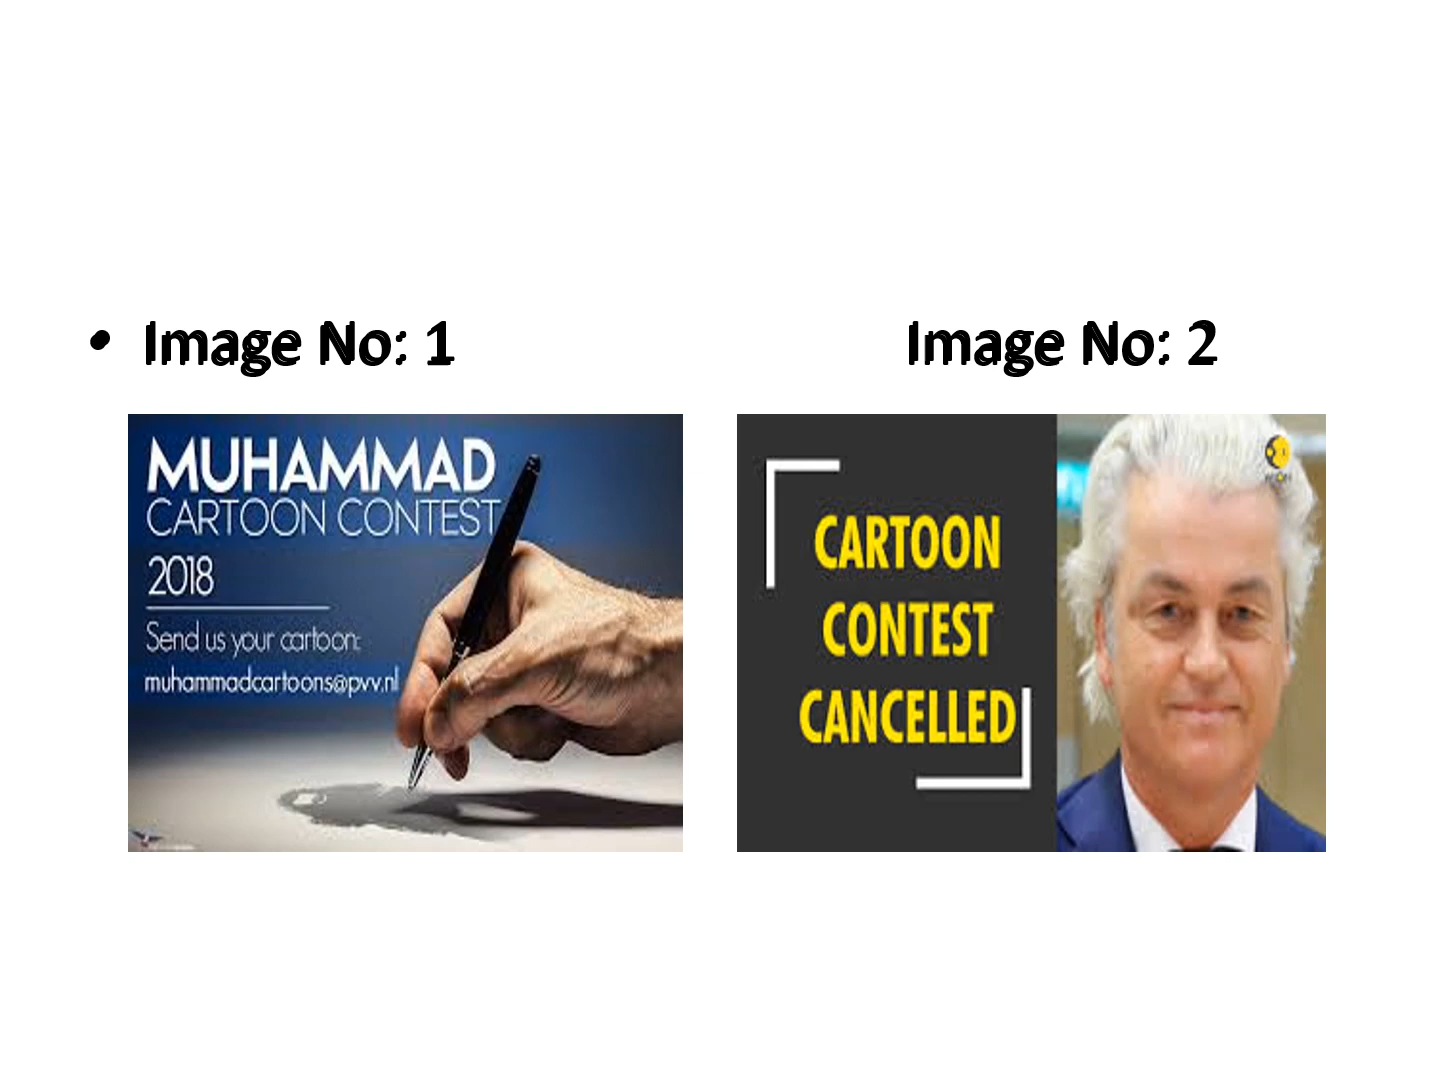 • Image No: 1 Image No: 2
MUHAMMAD
CARTOON CONTEST
2018
Send us your cartoon:
muhammadcartoons@pvv.nl
CARTOON
CONTEST
CANCELLED